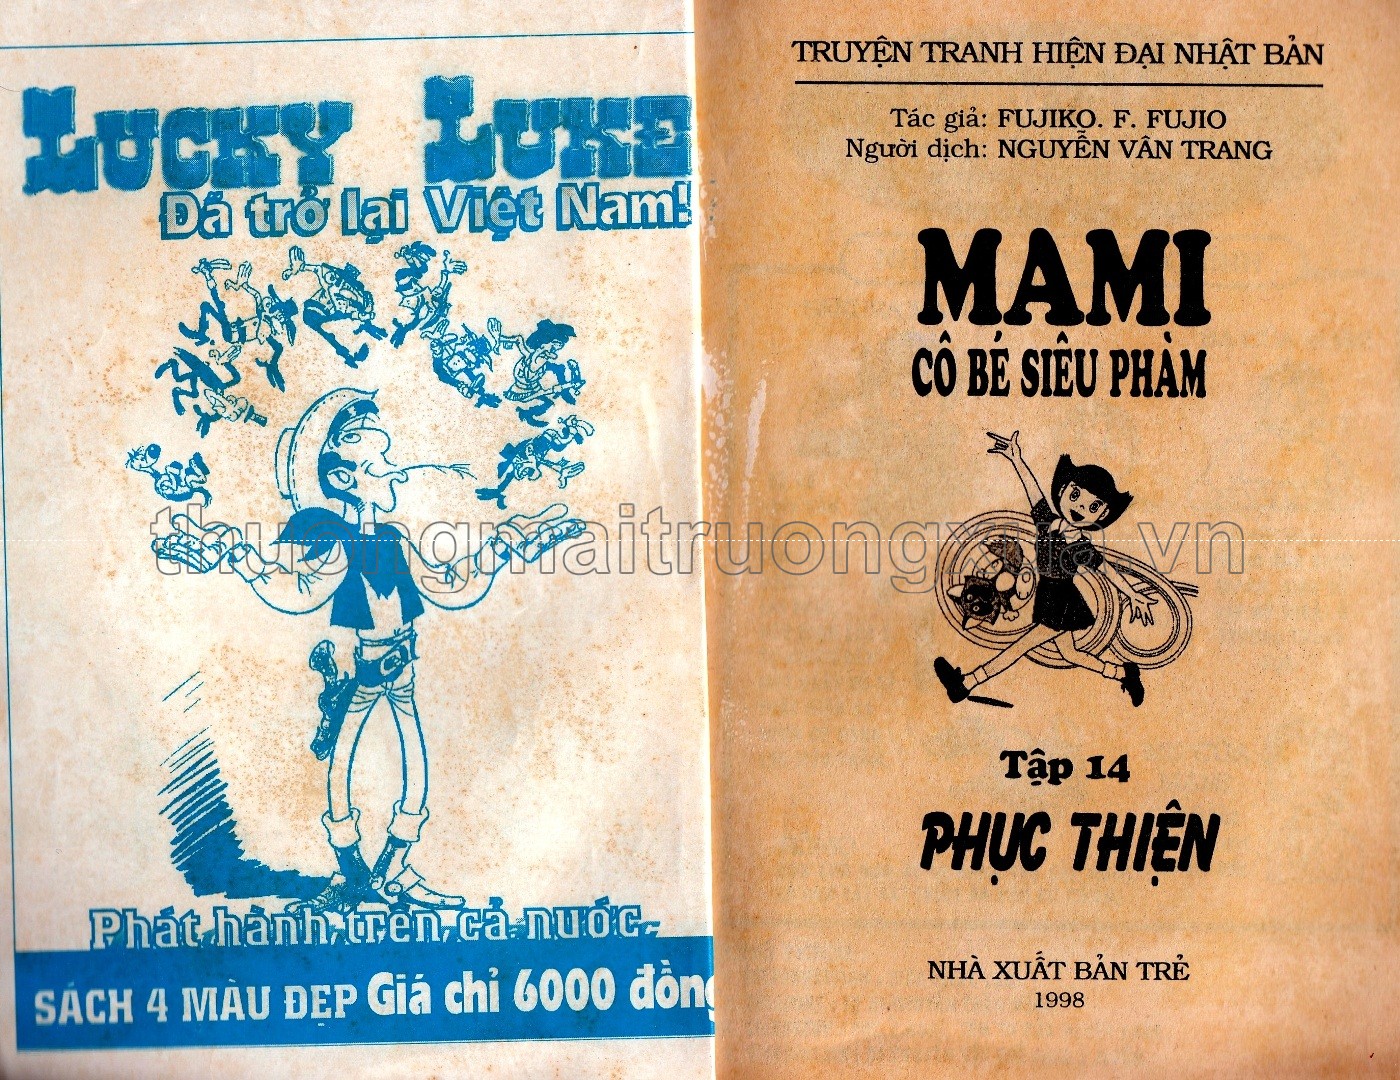 LUCKY LUKE
Đã trở lại Việt Nam!
Phát hành trên cả nước
SÁCH 4 MÀU ĐẸP Giá chỉ 6000 đồng
TRUYỆN TRANH HIỆN ĐẠI NHẬT BẢN
Tác giả: FUJIKO. F. FUJIO
Người dịch: NGUYỄN VÂN TRANG
MAMI
CÔ BÉ SIÊU PHÀM
thuongmaitruongxua.vn
Tập 14
PHỤC THIỆN
NHÀ XUẤT BẢN TRẺ
1998